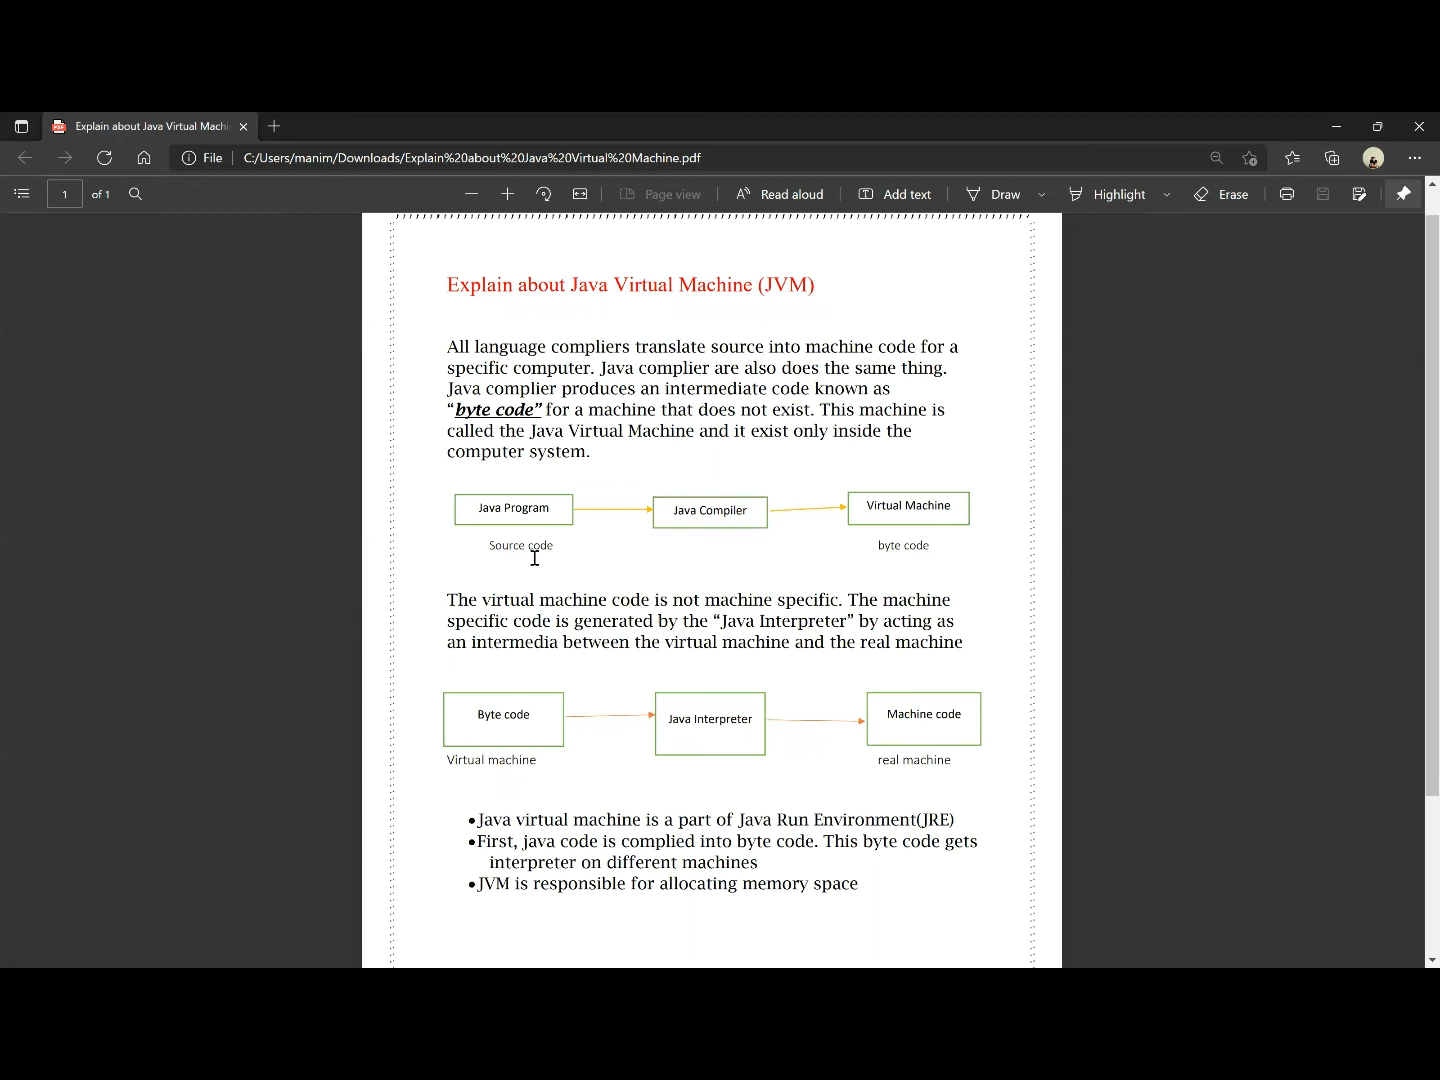 Explain about Java Virtual Machi
File
C:/Users/manim/Downloads/Explain%20about%20Java%20Virtual%20Machine.pdf
1 of 1
Page view
Read aloud
Add text
Draw
Highlight
Erase
Explain about Java Virtual Machine (JVM)
All language compliers translate source into machine code for a
specific computer. Java complier are also does the same thing.
Java complier produces an intermediate code known as
“byte code” for a machine that does not exist. This machine is
called the Java Virtual Machine and it exist only inside the
computer system.
Java Program
Java Compiler
Virtual Machine
Source code
byte code
The virtual machine code is not machine specific. The machine
specific code is generated by the “Java Interpreter” by acting as
an intermedia between the virtual machine and the real machine
Byte code
Java Interpreter
Machine code
Virtual machine
real machine
•Java virtual machine is a part of Java Run Environment(JRE)
•First, java code is complied into byte code. This byte code gets
interpreter on different machines
•JVM is responsible for allocating memory space